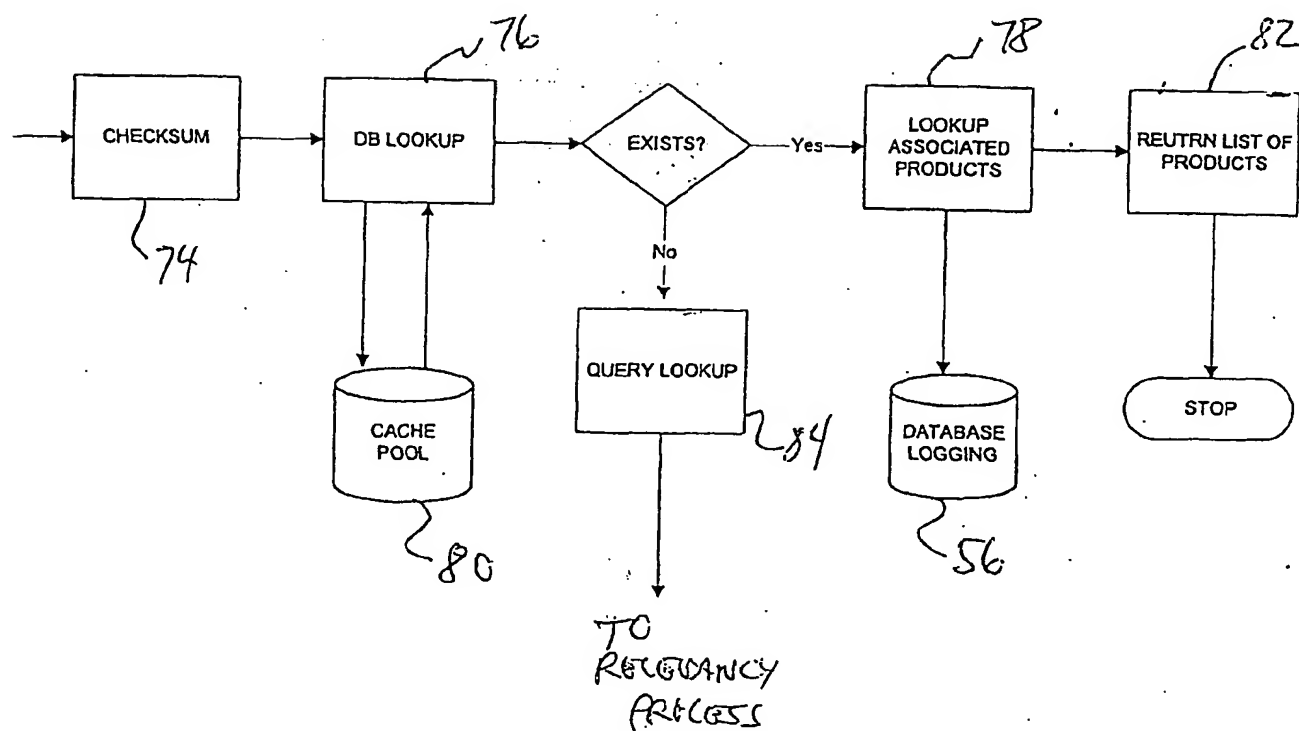 76
78
82
CHECKSUM
DB LOOKUP
EXISTS?
Yes
LOOKUP
ASSOCIATED
PRODUCTS
REUTRN LIST OF
PRODUCTS
74
No
QUERY LOOKUP
84
CACHE
POOL
80
DATABASE
LOGGING
56
STOP
TO
RELEVANCY
PROCESS